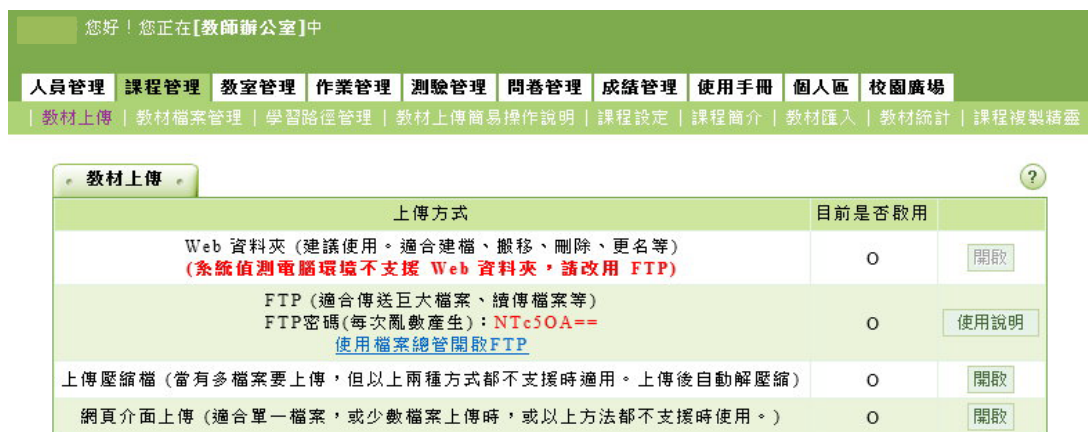 您好！您正在[教師辦公室]中
人員管理 課程管理 教室管理 作業管理 測驗管理 問卷管理 成績管理 使用手冊 個人區 校園廣場
| 教材上傳 | 教材檔案管理 | 學習路徑管理 | 教材上傳簡易操作說明 | 課程設定 | 課程簡介 | 教材匯入 | 教材統計 | 課程複製精靈
教材上傳 ?
上傳方式 目前是否啟用
Web 資料夾 (建議使用。適合建檔、搬移、刪除、更名等)
(系統偵測電腦環境不支援 Web 資料夾，請改用 FTP) O 開啟
FTP (適合傳送巨大檔案、續傳檔案等)
FTP密碼(每次亂數產生)：NTc5OA== O 使用說明
使用檔案總管開啟FTP
上傳壓縮檔 (當有多檔案要上傳，但以上兩種方式都不支援時適用。上傳後自動解壓縮) O 開啟
網頁介面上傳 (適合單一檔案，或少數檔案上傳時，或以上方法都不支援時使用。) O 開啟